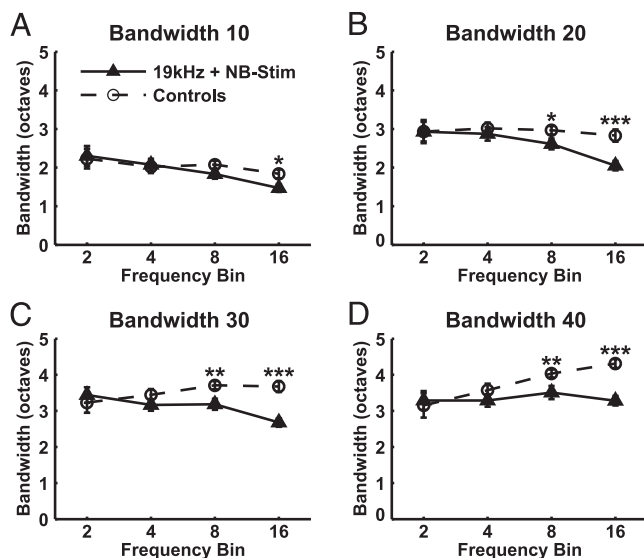 A
Bandwidth 10
Bandwidth (octaves)
5
4
3
2
1
0
19kHz + NB-Stim
Controls
*
2 4 8 16
Frequency Bin
B
Bandwidth 20
Bandwidth (octaves)
5
4
3
2
1
0
* ***
2 4 8 16
Frequency Bin
C
Bandwidth 30
Bandwidth (octaves)
5
4
3
2
1
0
** ***
2 4 8 16
Frequency Bin
D
Bandwidth 40
Bandwidth (octaves)
5
4
3
2
1
0
** ***
2 4 8 16
Frequency Bin